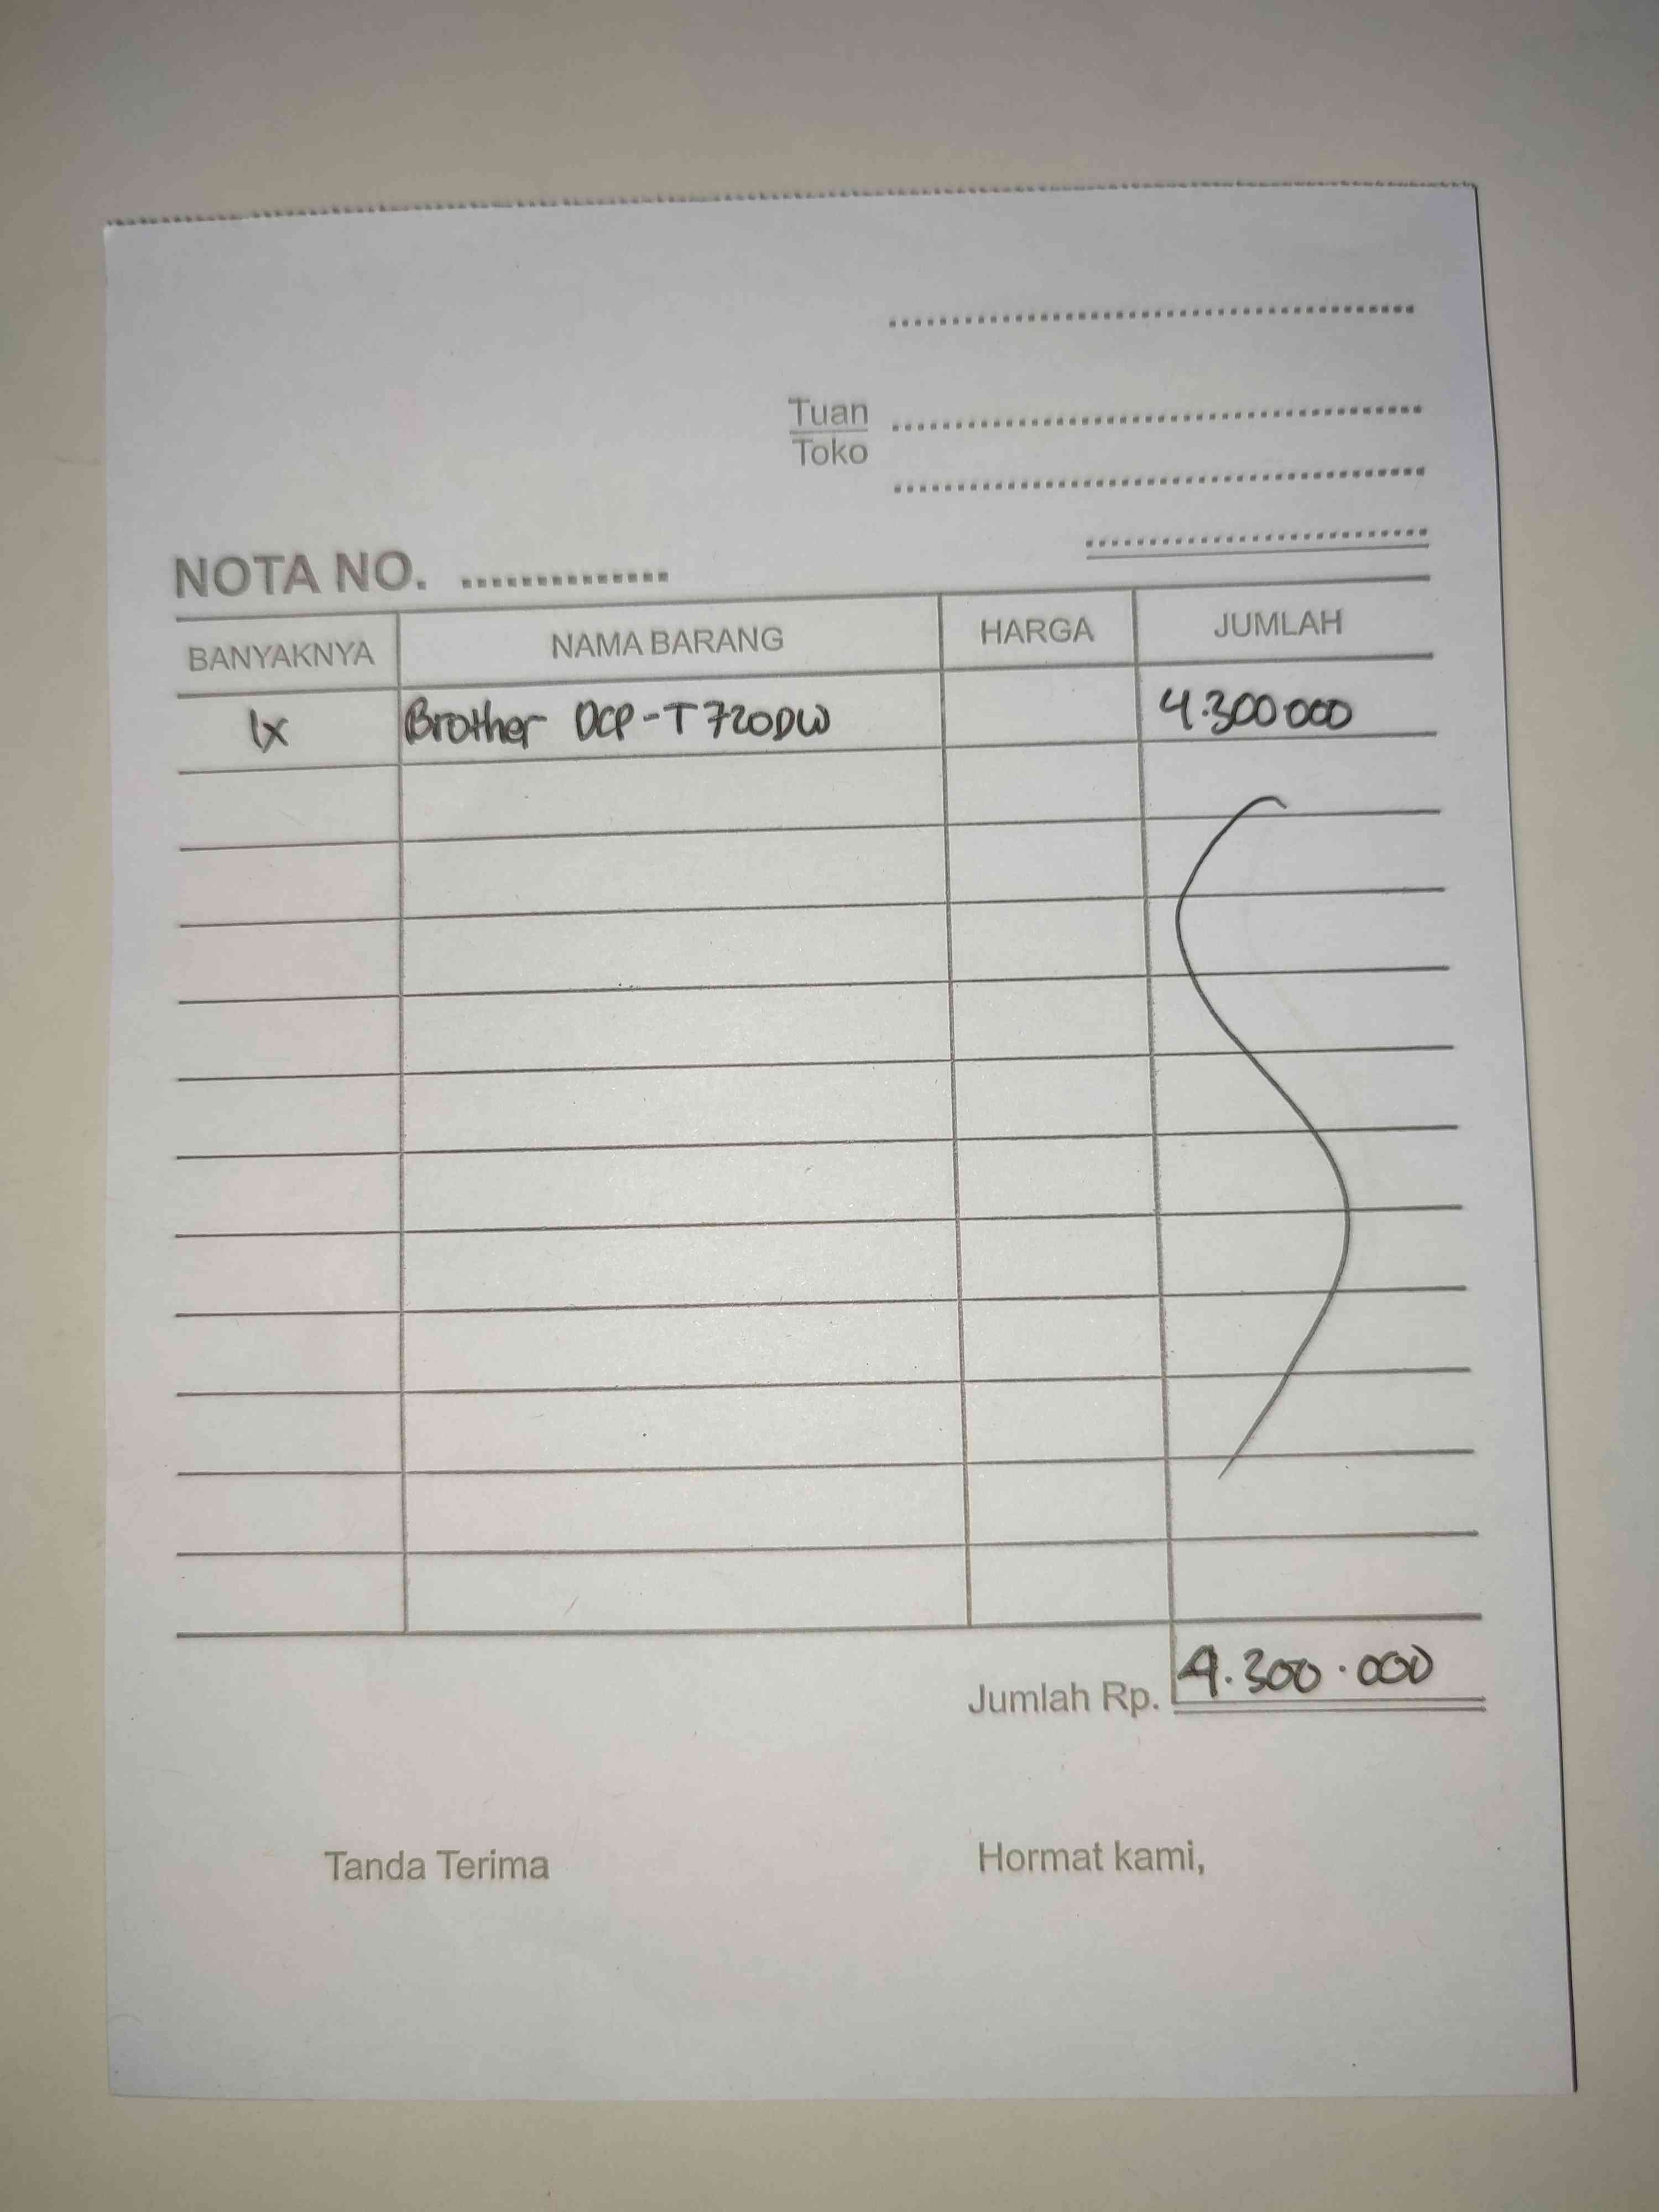 Tuan
Toko
NOTA NO. ..............
BANYAKNYA NAMA BARANG HARGA JUMLAH
1x Brother DCP-T720DW 4.300000
Jumlah Rp. 4.300.000
Tanda Terima Hormat kami,